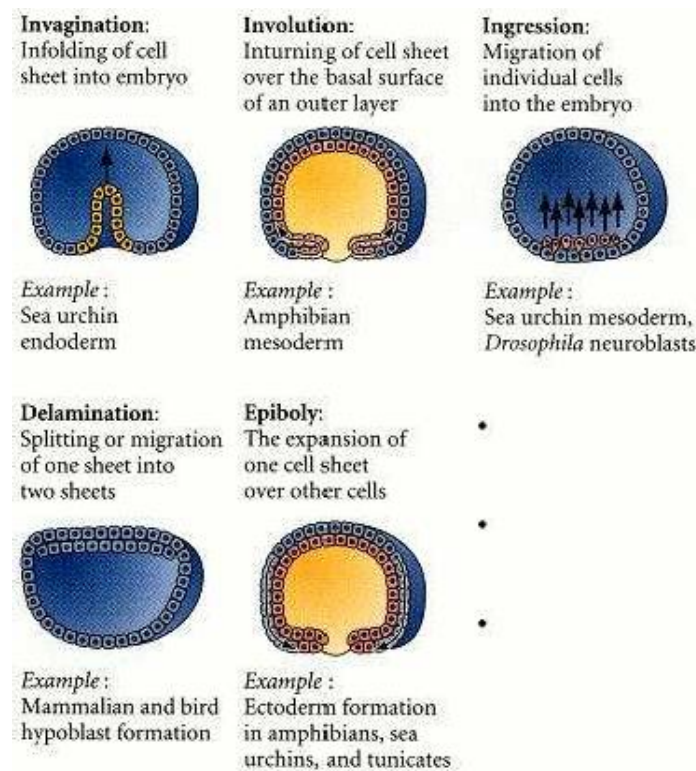 Invagination:
Infolding of cell
sheet into embryo
Example :
Sea urchin
endoderm
Involution:
Inturning of cell sheet
over the basal surface
of an outer layer
Example :
Amphibian
mesoderm
Ingression:
Migration of
individual cells
into the embryo
Example :
Sea urchin mesoderm,
Drosophila neuroblasts
Delamination:
Splitting or migration
of one sheet into
two sheets
Example :
Mammalian and bird
hypoblast formation
Epiboly:
The expansion of
one cell sheet
over other cells
Example :
Ectoderm formation
in amphibians, sea
urchins, and tunicates